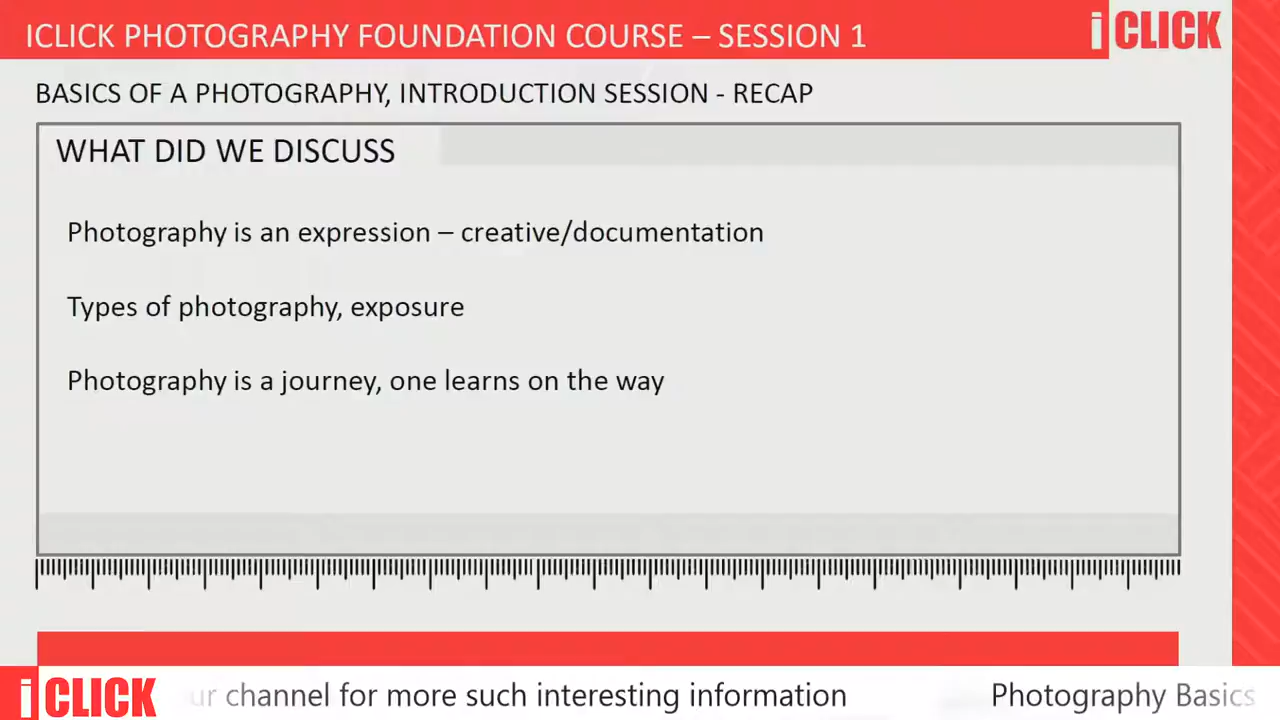 ICLICK PHOTOGRAPHY FOUNDATION COURSE – SESSION 1
iCLICK
BASICS OF A PHOTOGRAPHY, INTRODUCTION SESSION - RECAP
WHAT DID WE DISCUSS
Photography is an expression – creative/documentation
Types of photography, exposure
Photography is a journey, one learns on the way
iCLICK
channel for more such interesting information
Photography Basics